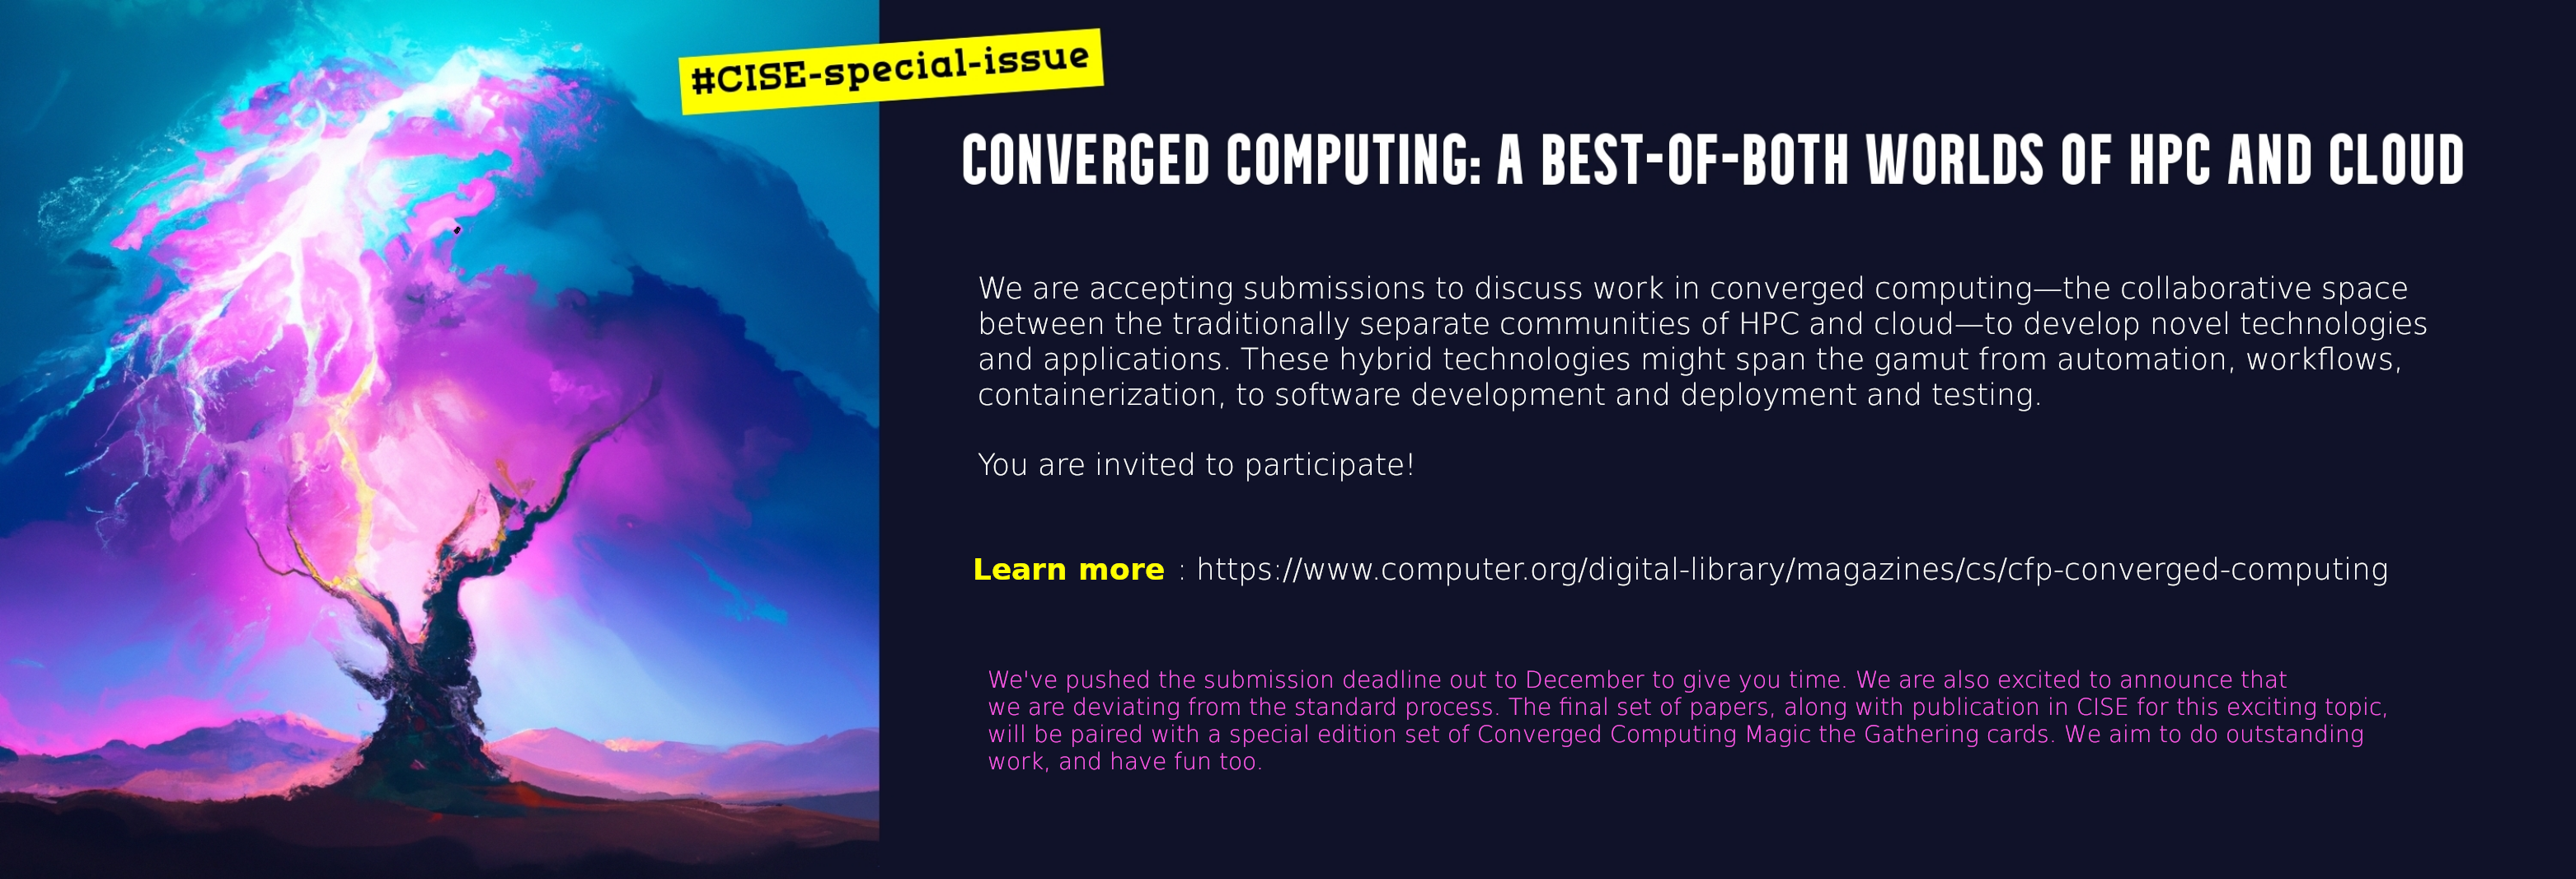 #CISE-special-issue
CONVERGED COMPUTING: A BEST-OF-BOTH WORLDS OF HPC AND CLOUD
We are accepting submissions to discuss work in converged computing—the collaborative space
between the traditionally separate communities of HPC and cloud—to develop novel technologies
and applications. These hybrid technologies might span the gamut from automation, workflows,
containerization, to software development and deployment and testing.
You are invited to participate!
Learn more : https://www.computer.org/digital-library/magazines/cs/cfp-converged-computing
We've pushed the submission deadline out to December to give you time. We are also excited to announce that
we are deviating from the standard process. The final set of papers, along with publication in CISE for this exciting topic,
will be paired with a special edition set of Converged Computing Magic the Gathering cards. We aim to do outstanding
work, and have fun too.